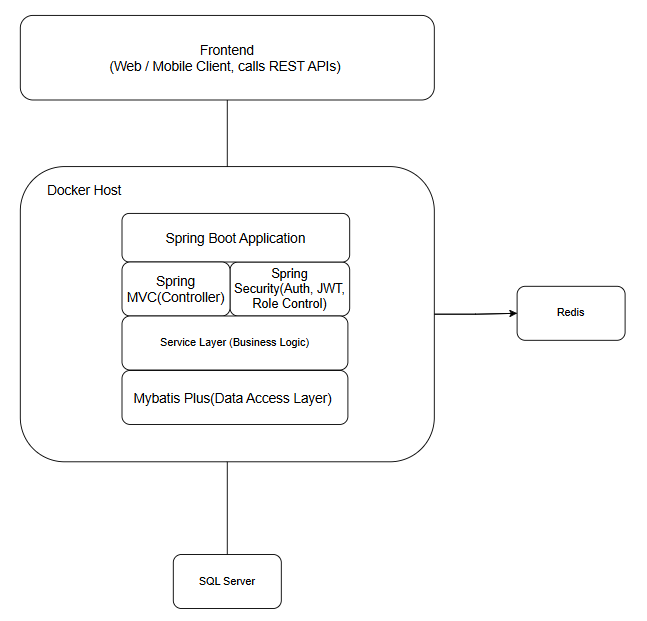 Frontend
(Web / Mobile Client, calls REST APIs)
Docker Host
Spring Boot Application
Spring
MVC(Controller)
Spring
Security(Auth, JWT,
Role Control)
Redis
Service Layer (Business Logic)
Mybatis Plus(Data Access Layer)
SQL Server